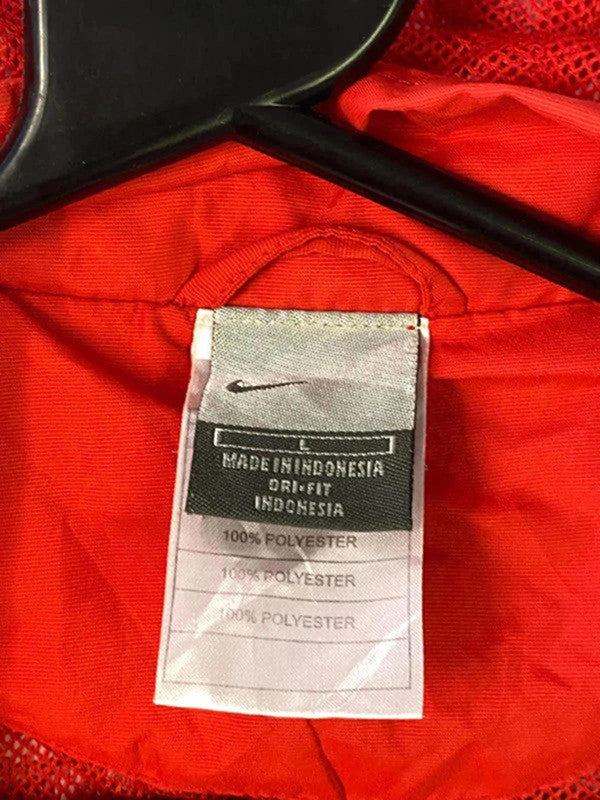 L
MADE IN INDONESIA
DRI-FIT
INDONESIA
100% POLYESTER
100% POLYESTER
100% POLYESTER